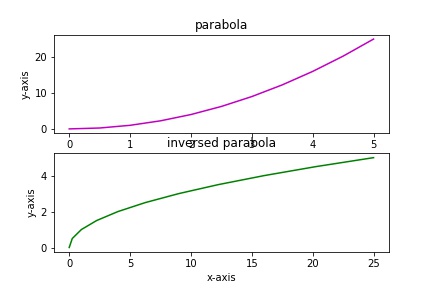 parabola
20
10
0
y-axis
0 1 2 3 4 5
inversed parabola
4
2
0
y-axis
0 5 10 15 20 25
x-axis